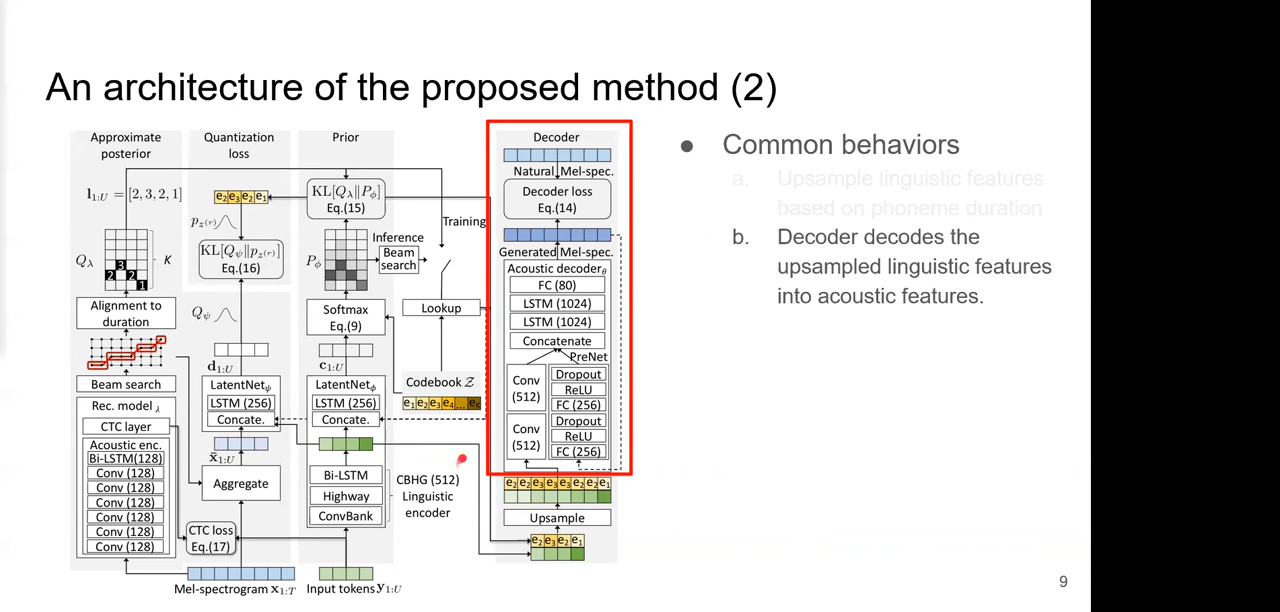 An architecture of the proposed method (2)
Approximate
posterior
l1:U = [2, 3, 2, 1]
Qλ
3
2 2
1
K
Alignment to
duration
Beam search
Rec. model λ
CTC layer
Acoustic enc.
Bi-LSTM(128)
Conv (128)
Conv (128)
Conv (128)
Conv (128)
Conv (128)
Conv (128)
Quantization
loss
e2 e3 e2 e1
pz(r)
KL[Qψ||pz(r)]
Eq.(16)
Qψ
d1:U
LatentNetψ
LSTM (256)
Concate.
x̄1:U
Aggregate
CTC loss
Eq.(17)
Mel-spectrogram x1:T
Prior
KL[Qλ||Pϕ]
Eq.(15)
Pϕ
Softmax
Eq.(9)
c1:U
LatentNetϕ
LSTM (256)
Concate.
Bi-LSTM
Highway
ConvBank
CBHG (512)
Linguistic
encoder
Input tokens y1:U
Training
Inference
Beam
search
Lookup
Codebook Z
e1 e2 e3 e4 ... eK
Decoder
Natural Mel-spec.
Decoder loss
Eq.(14)
Generated Mel-spec.
Acoustic decoderθ
FC (80)
LSTM (1024)
LSTM (1024)
Concatenate
PreNet
Conv
(512)
Conv
(512)
Dropout
ReLU
FC (256)
Dropout
ReLU
FC (256)
e2 e2 e3 e3 e3 e2 e2 e1
Upsample
e2 e3 e2 e1
● Common behaviors
a. Upsample linguistic features
based on phoneme duration
b. Decoder decodes the
upsampled linguistic features
into acoustic features.
9